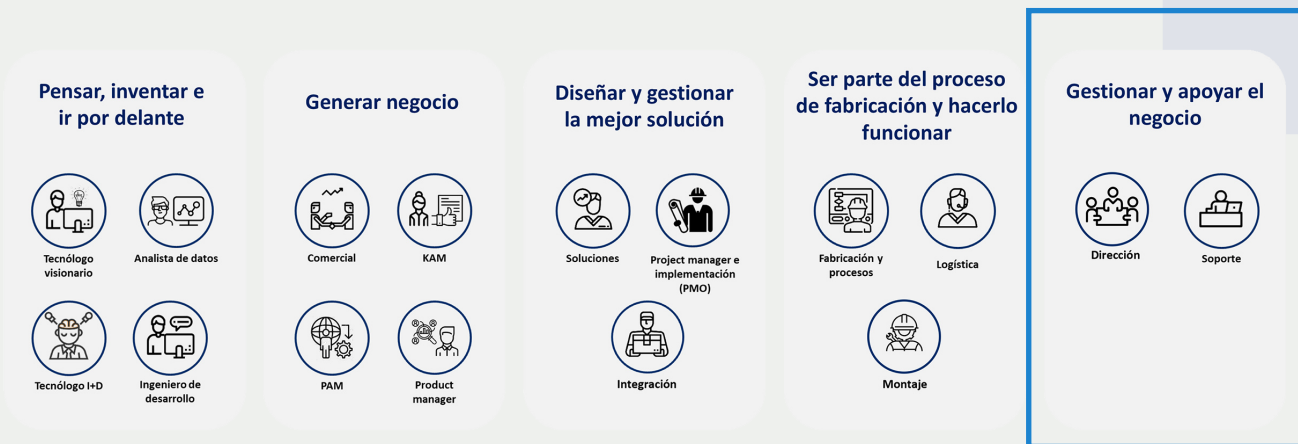 Pensar, inventar e
ir por delante
Tecnólogo
visionario
Analista de datos
Tecnólogo I+D
Ingeniero de
desarrollo
Generar negocio
Comercial
KAM
PAM
Product
manager
Diseñar y gestionar
la mejor solución
Soluciones
Project manager e
implementación
(PMO)
Integración
Ser parte del proceso
de fabricación y hacerlo
funcionar
Fabricación y
procesos
Logística
Montaje
Gestionar y apoyar el
negocio
Dirección
Soporte